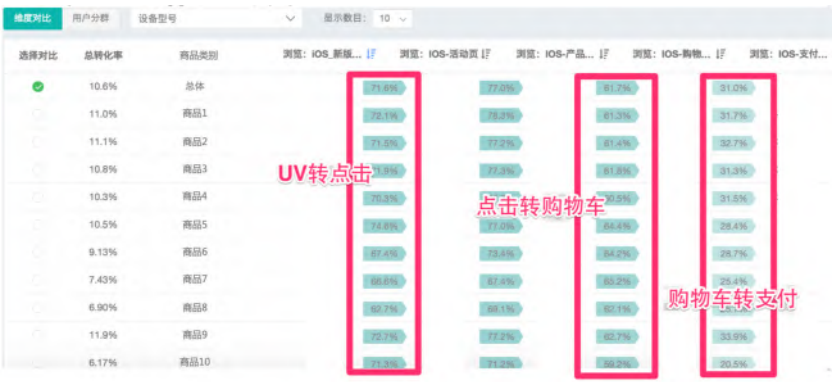 维度对比 用户分群 设备型号 显示数目: 10
选择对比 总转化率 商品类别 浏览: iOS_新版... 浏览: IOS-活动页 浏览: IOS-产品... 浏览: IOS-购物... 浏览: IOS-支付...
10.6% 总体 71.6% 77.0% 61.7% 31.0%
11.0% 商品1 72.1% 78.2% 61.3% 31.7%
11.1% 商品2 71.5% 77.2% 61.4% 32.7%
10.8% 商品3 77.3% 61.8% 31.3%
UV转点击
10.3% 商品4 70.3% 31.5%
点击转购物车
10.5% 商品5 74.6% 77.0% 64.4% 28.4%
9.13% 商品6 67.4% 73.4% 64.2% 28.7%
7.43% 商品7 66.6% 67.4% 65.2% 25.4%
购物车转支付
6.90% 商品8 62.7% 68.1% 62.1%
11.9% 商品9 72.7% 77.2% 62.7% 33.9%
6.17% 商品10 71.3% 71.2% 59.2% 20.5%